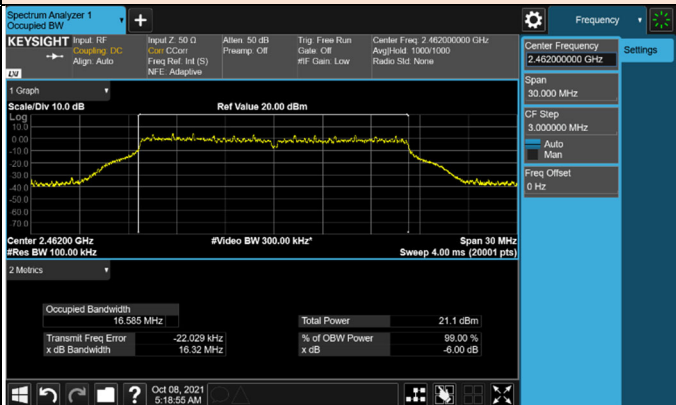 Spectrum Analyzer 1
Occupied BW
+
Frequency
KEYSIGHT
Input: RF
Coupling: DC
Align: Auto
Input Z: 50 Ω
Corr CCorr
Freq Ref: Int (S)
NFE: Adaptive
Atten: 50 dB
Preamp: Off
Trig: Free Run
Gate: Off
#IF Gain: Low
Center Freq: 2.462000000 GHz
Avg|Hold: 1000/1000
Radio Std: None
LXI
Center Frequency
2.462000000 GHz
Settings
Span
30.000 MHz
CF Step
3.000000 MHz
Auto
Man
Freq Offset
0 Hz
1 Graph
Scale/Div 10.0 dB
Ref Value 20.00 dBm
Log
10.0
0.00
-10.0
-20.0
-30.0
-40.0
-50.0
-60.0
-70.0
Center 2.46200 GHz
#Video BW 300.00 kHz*
Span 30 MHz
#Res BW 100.00 kHz
Sweep 4.00 ms (20001 pts)
2 Metrics
Occupied Bandwidth
16.585 MHz
Total Power 21.1 dBm
Transmit Freq Error -22.029 kHz
% of OBW Power 99.00 %
x dB Bandwidth 16.32 MHz
x dB -6.00 dB
?
Oct 08, 2021
5:18:55 AM